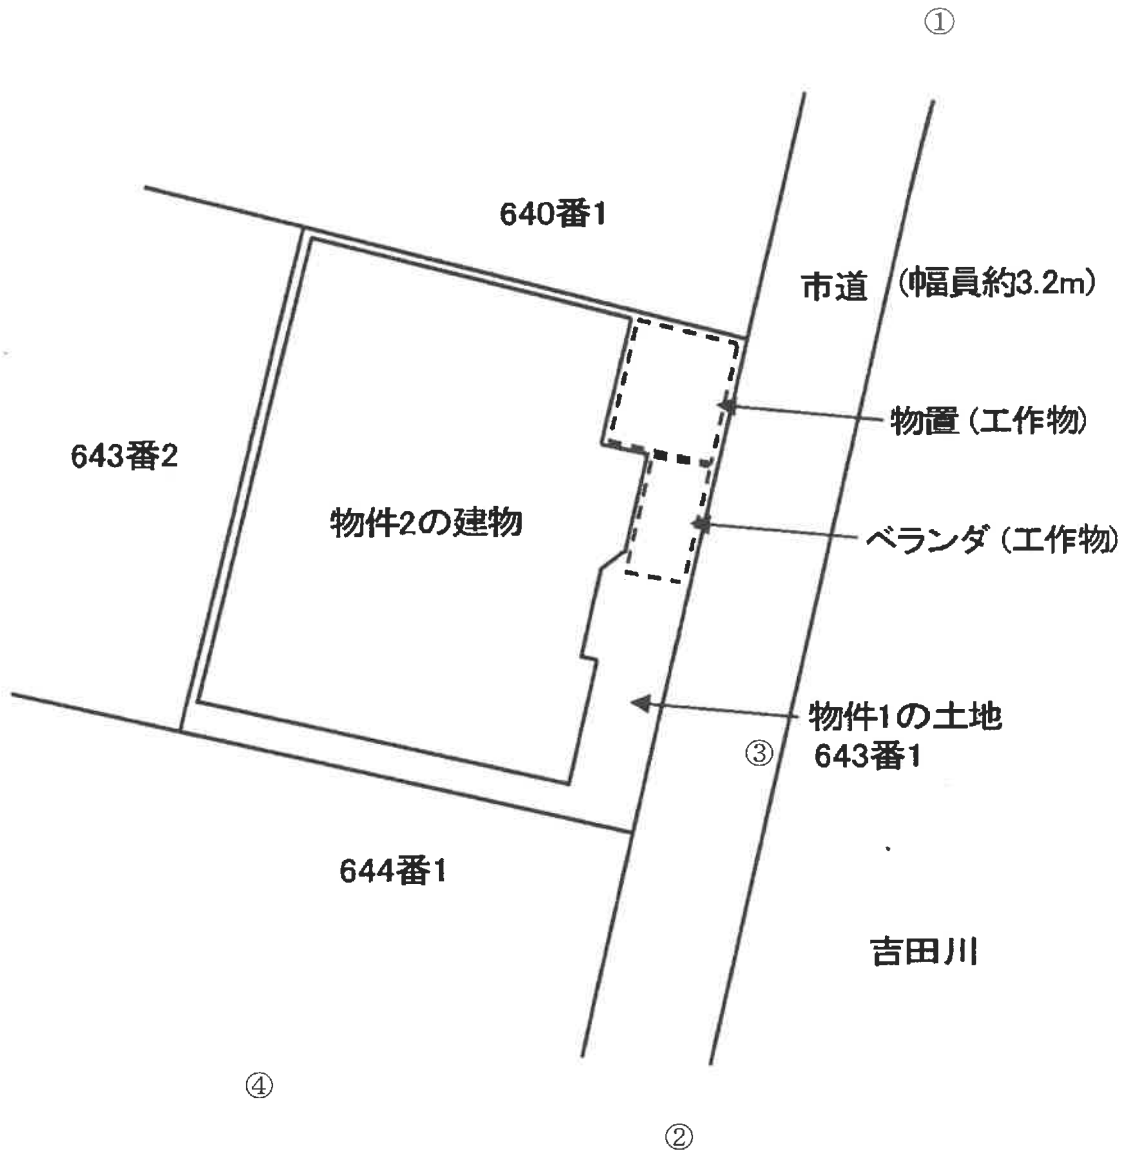 ①
640番1
市道 (幅員約3.2m)
物置 (工作物)
643番2
物件2の建物
ベランダ (工作物)
物件1の土地
③
643番1
644番1
吉田川
④
②